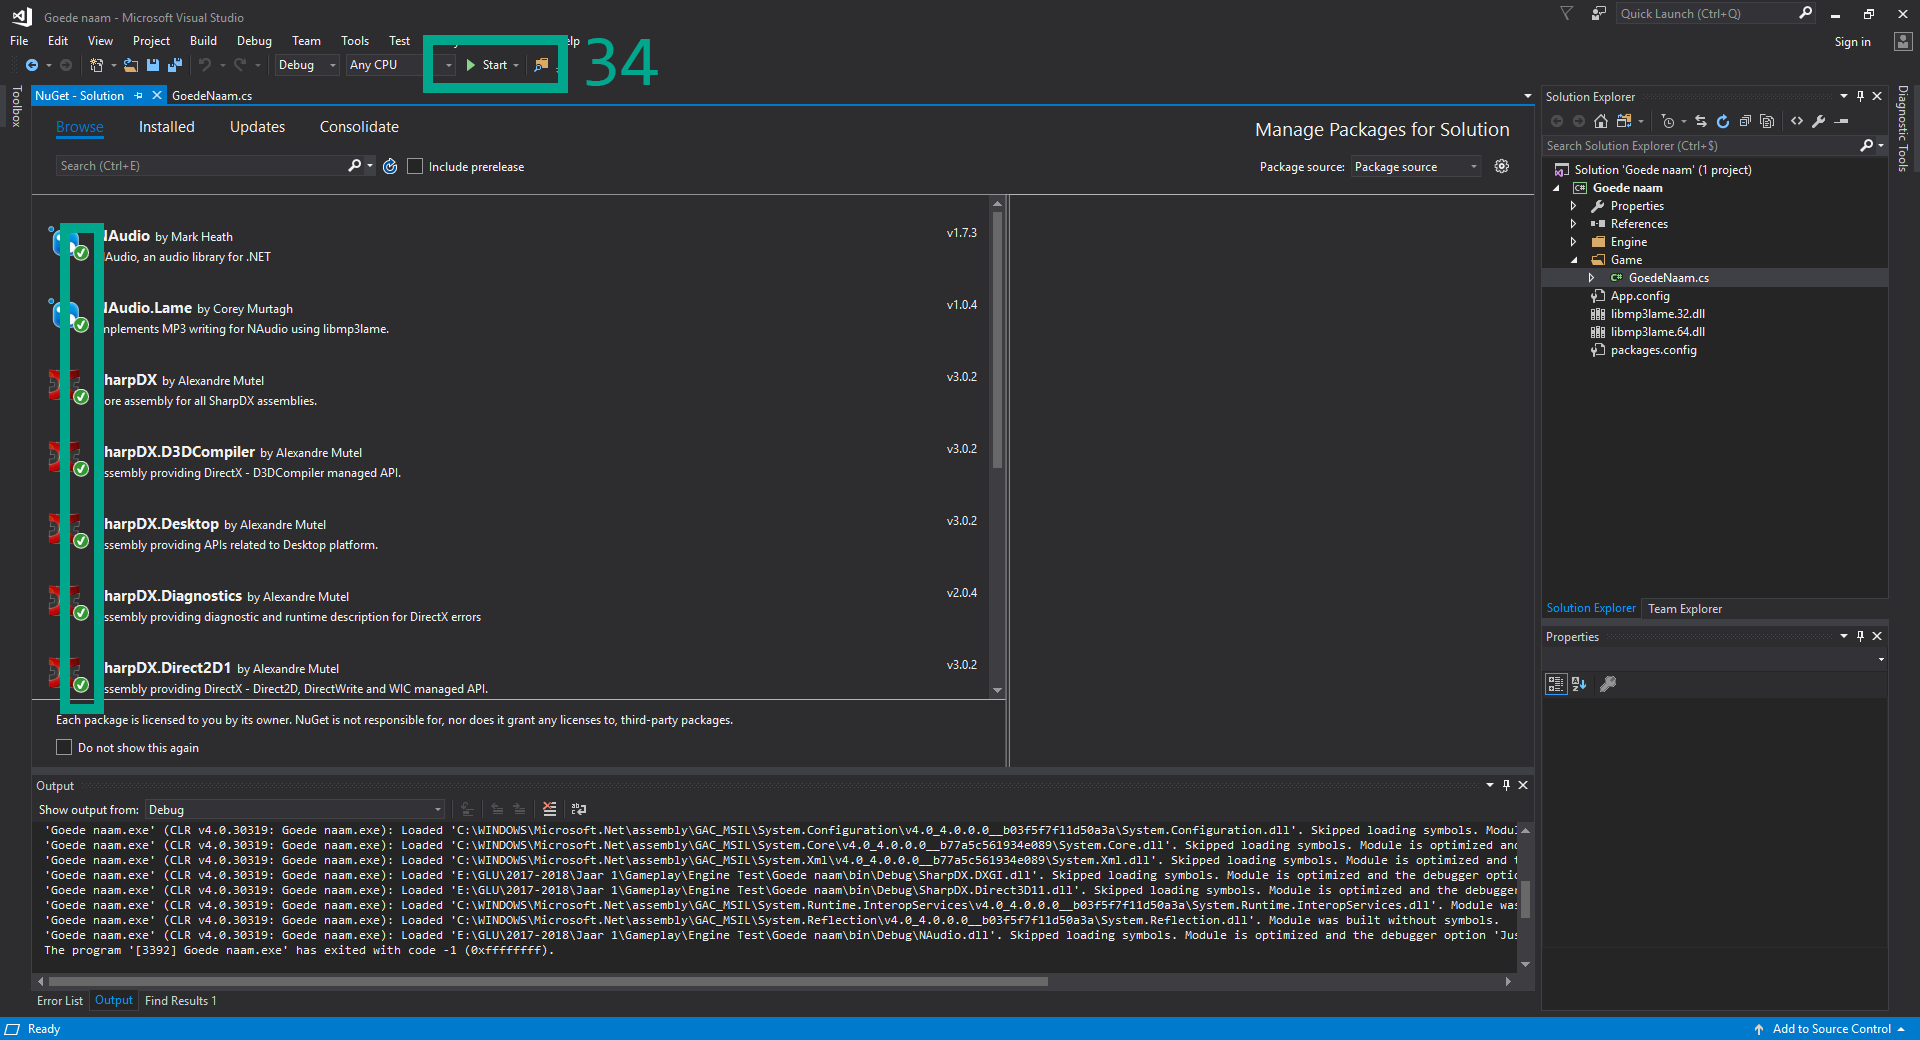 Goede naam - Microsoft Visual Studio
Quick Launch (Ctrl+Q)
File Edit View Project Build Debug Team Tools Test
Sign in
Debug Any CPU Start
34
Toolbox
NuGet - Solution GoedeNaam.cs
Browse Installed Updates Consolidate
Manage Packages for Solution
Search (Ctrl+E) Include prerelease
Package source: Package source
NAudio by Mark Heath v1.7.3
Audio, an audio library for .NET
NAudio.Lame by Corey Murtagh v1.0.4
mplements MP3 writing for NAudio using libmp3lame.
harpDX by Alexandre Mutel v3.0.2
ore assembly for all SharpDX assemblies.
harpDX.D3DCompiler by Alexandre Mutel v3.0.2
ssembly providing DirectX - D3DCompiler managed API.
harpDX.Desktop by Alexandre Mutel v3.0.2
ssembly providing APIs related to Desktop platform.
harpDX.Diagnostics by Alexandre Mutel v2.0.4
ssembly providing diagnostic and runtime description for DirectX errors
harpDX.Direct2D1 by Alexandre Mutel v3.0.2
ssembly providing DirectX - Direct2D, DirectWrite and WIC managed API.
Each package is licensed to you by its owner. NuGet is not responsible for, nor does it grant any licenses to, third-party packages.
Do not show this again
Solution Explorer
Search Solution Explorer (Ctrl+$)
Solution 'Goede naam' (1 project)
Goede naam
Properties
References
Engine
Game
GoedeNaam.cs
App.config
libmp3lame.32.dll
libmp3lame.64.dll
packages.config
Solution Explorer Team Explorer
Properties
Diagnostic Tools
Output
Show output from: Debug
'Goede naam.exe' (CLR v4.0.30319: Goede naam.exe): Loaded 'C:\WINDOWS\Microsoft.Net\assembly\GAC_MSIL\System.Configuration\v4.0_4.0.0.0__b03f5f7f11d50a3a\System.Configuration.dll'. Skipped loading symbols. Modul
'Goede naam.exe' (CLR v4.0.30319: Goede naam.exe): Loaded 'C:\WINDOWS\Microsoft.Net\assembly\GAC_MSIL\System.Core\v4.0_4.0.0.0__b77a5c561934e089\System.Core.dll'. Skipped loading symbols. Module is optimized and
'Goede naam.exe' (CLR v4.0.30319: Goede naam.exe): Loaded 'C:\WINDOWS\Microsoft.Net\assembly\GAC_MSIL\System.Xml\v4.0_4.0.0.0__b77a5c561934e089\System.Xml.dll'. Skipped loading symbols. Module is optimized and t
'Goede naam.exe' (CLR v4.0.30319: Goede naam.exe): Loaded 'E:\GLU\2017-2018\Jaar 1\Gameplay\Engine Test\Goede naam\bin\Debug\SharpDX.DXGI.dll'. Skipped loading symbols. Module is optimized and the debugger optic
'Goede naam.exe' (CLR v4.0.30319: Goede naam.exe): Loaded 'E:\GLU\2017-2018\Jaar 1\Gameplay\Engine Test\Goede naam\bin\Debug\SharpDX.Direct3D11.dll'. Skipped loading symbols. Module is optimized and the debugger
'Goede naam.exe' (CLR v4.0.30319: Goede naam.exe): Loaded 'C:\WINDOWS\Microsoft.Net\assembly\GAC_MSIL\System.Runtime.InteropServices\v4.0_4.0.0.0__b03f5f7f11d50a3a\System.Runtime.InteropServices.dll'. Module was
'Goede naam.exe' (CLR v4.0.30319: Goede naam.exe): Loaded 'C:\WINDOWS\Microsoft.Net\assembly\GAC_MSIL\System.Reflection\v4.0_4.0.0.0__b03f5f7f11d50a3a\System.Reflection.dll'. Module was built without symbols.
'Goede naam.exe' (CLR v4.0.30319: Goede naam.exe): Loaded 'E:\GLU\2017-2018\Jaar 1\Gameplay\Engine Test\Goede naam\bin\Debug\NAudio.dll'. Skipped loading symbols. Module is optimized and the debugger option 'Jus
The program '[3392] Goede naam.exe' has exited with code -1 (0xffffffff).
Error List Output Find Results 1
Ready
Add to Source Control